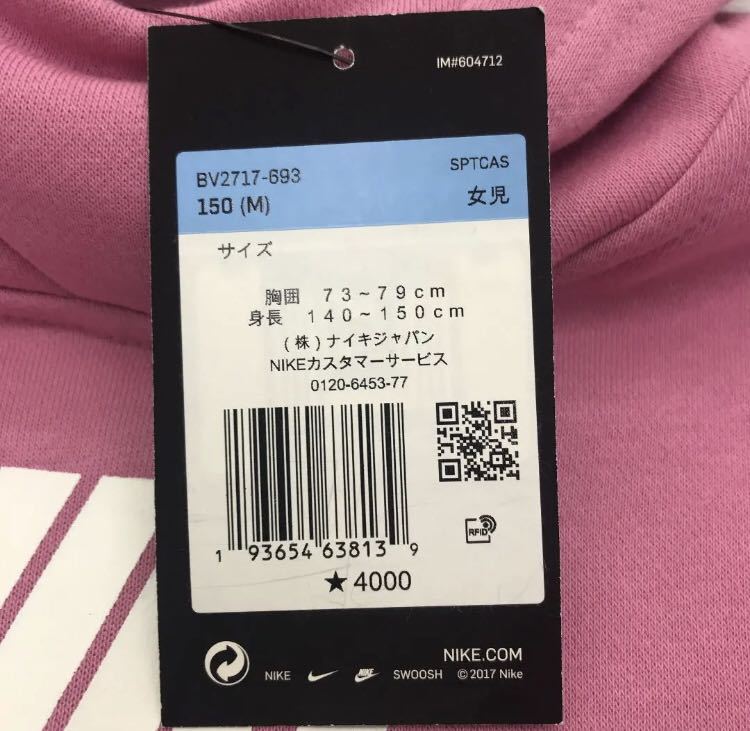 IM#604712
BV2717-693
SPTCAS
150 (M)
女児
サイズ
胸囲 73~79cm
身長 140~150cm
(株)ナイキジャパン
NIKEカスタマーサービス
0120-6453-77
RFID
1 93654 63813 9
★4000
NIKE.COM
NIKE NIKE SWOOSH ©2017 Nike